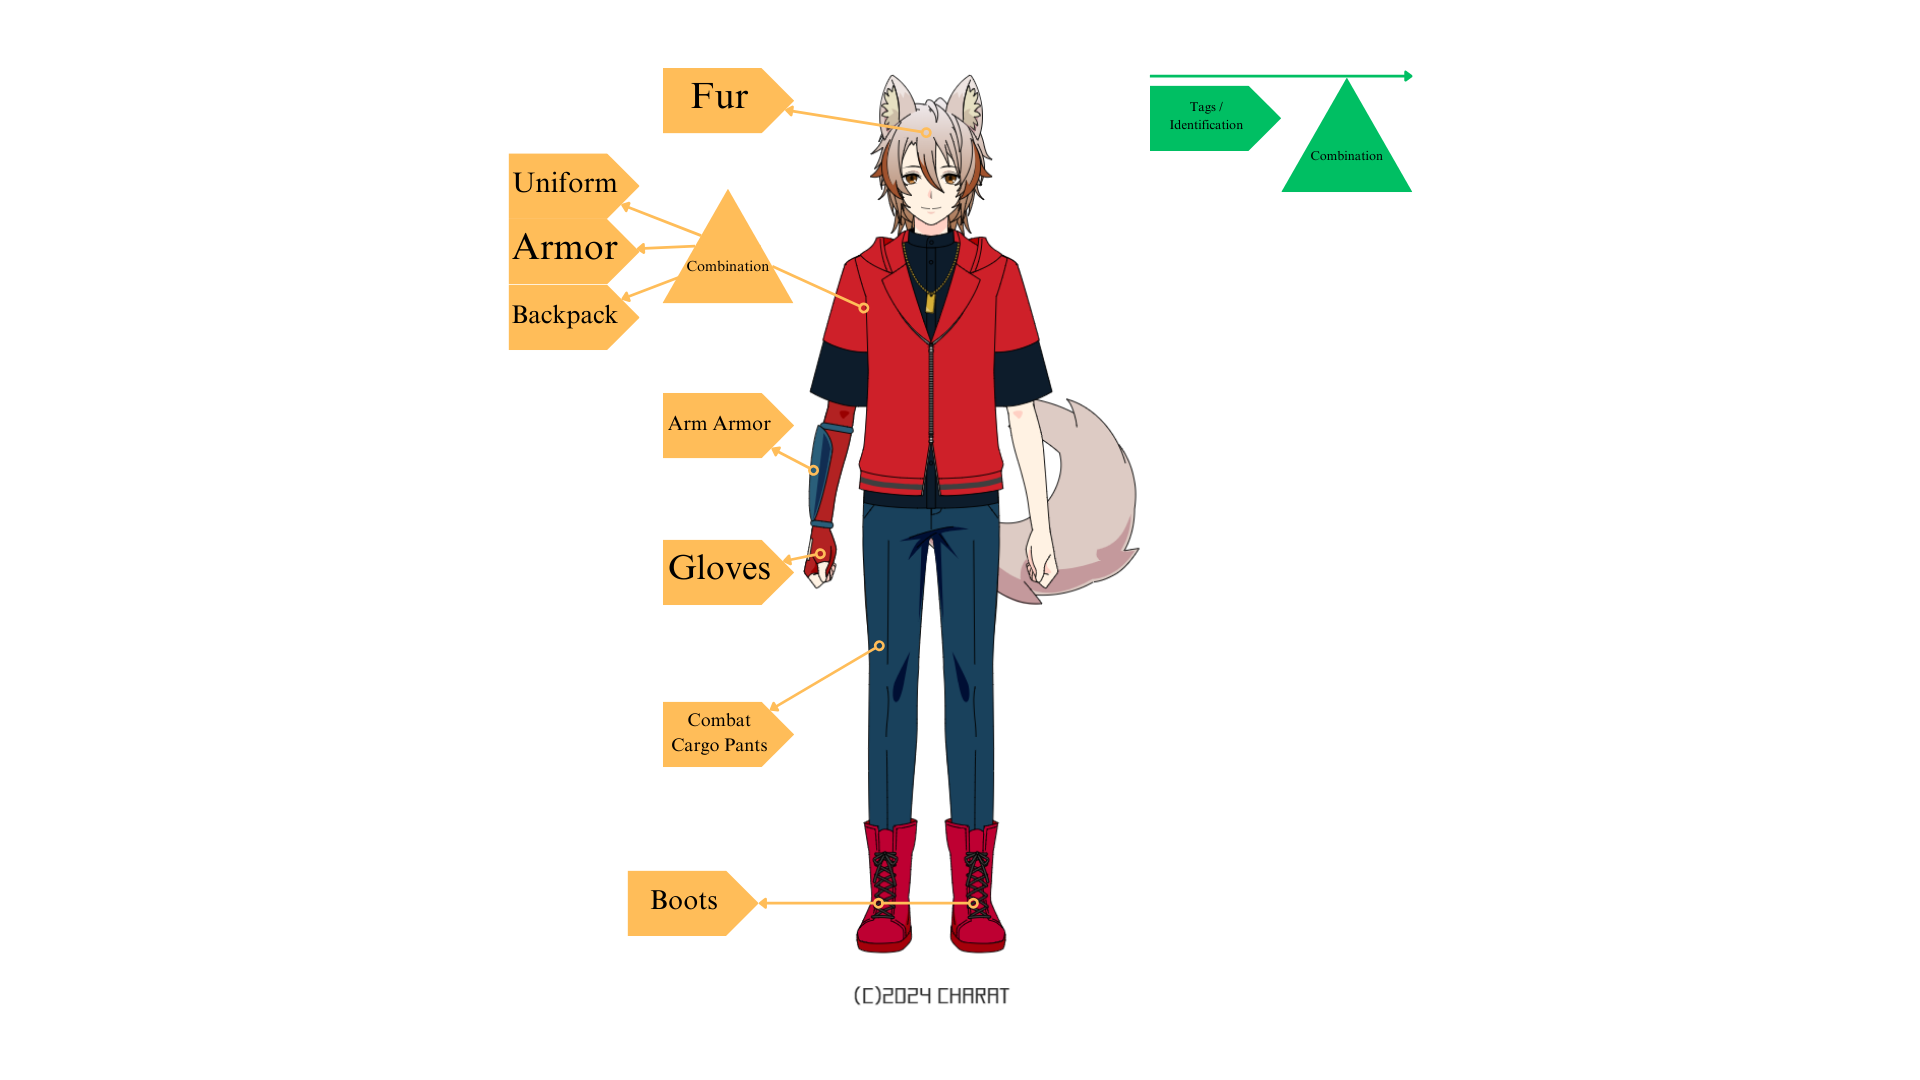 Fur
Tags /
Identification
Combination
Uniform
Armor
Backpack
Combination
Arm Armor
Gloves
Combat
Cargo Pants
Boots
(C)2024 CHARAT